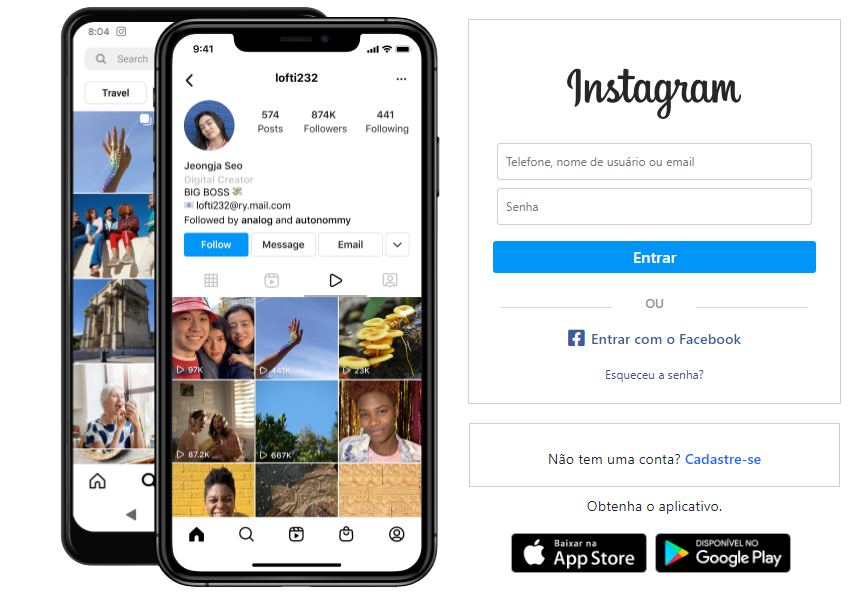 8:04
Search
Travel
9:41
lofti232
...
574
874K
441
Posts
Followers
Following
Jeongja Seo
Digital Creator
BIG BOSS
lofti232@ry.mail.com
Followed by analog and autonommy
Follow
Message
Email
97K
441K
23K
87.2K
667K
Instagram
Telefone, nome de usuário ou email
Senha
Entrar
OU
Entrar com o Facebook
Esqueceu a senha?
Não tem uma conta? Cadastre-se
Obtenha o aplicativo.
Baixar na
App Store
DISPONÍVEL NO
Google Play